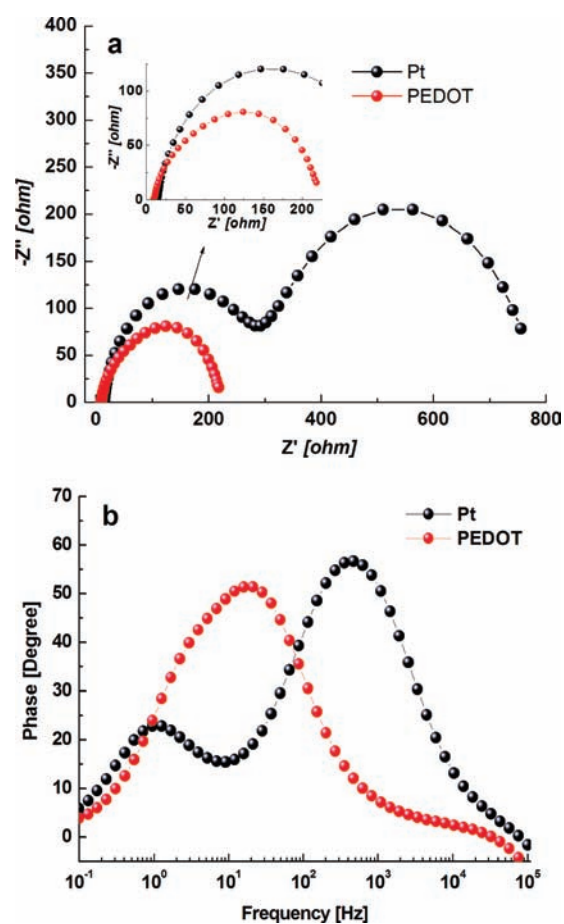 a
400
350
300
250
200
150
100
50
0
-Z" [ohm]
0 200 400 600 800
Z' [ohm]
Pt
PEDOT
100
50
0
-Z" [ohm]
0 50 100 150 200
Z' [ohm]
b
70
60
50
40
30
20
10
0
Phase [Degree]
10⁻¹ 10⁰ 10¹ 10² 10³ 10⁴ 10⁵
Frequency [Hz]
Pt
PEDOT